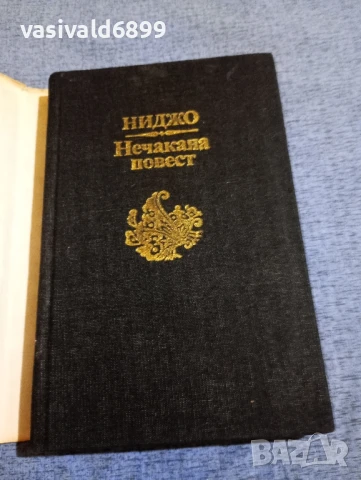 vasivald6899
НИДЖО
Нечакана
повест
BAZAR